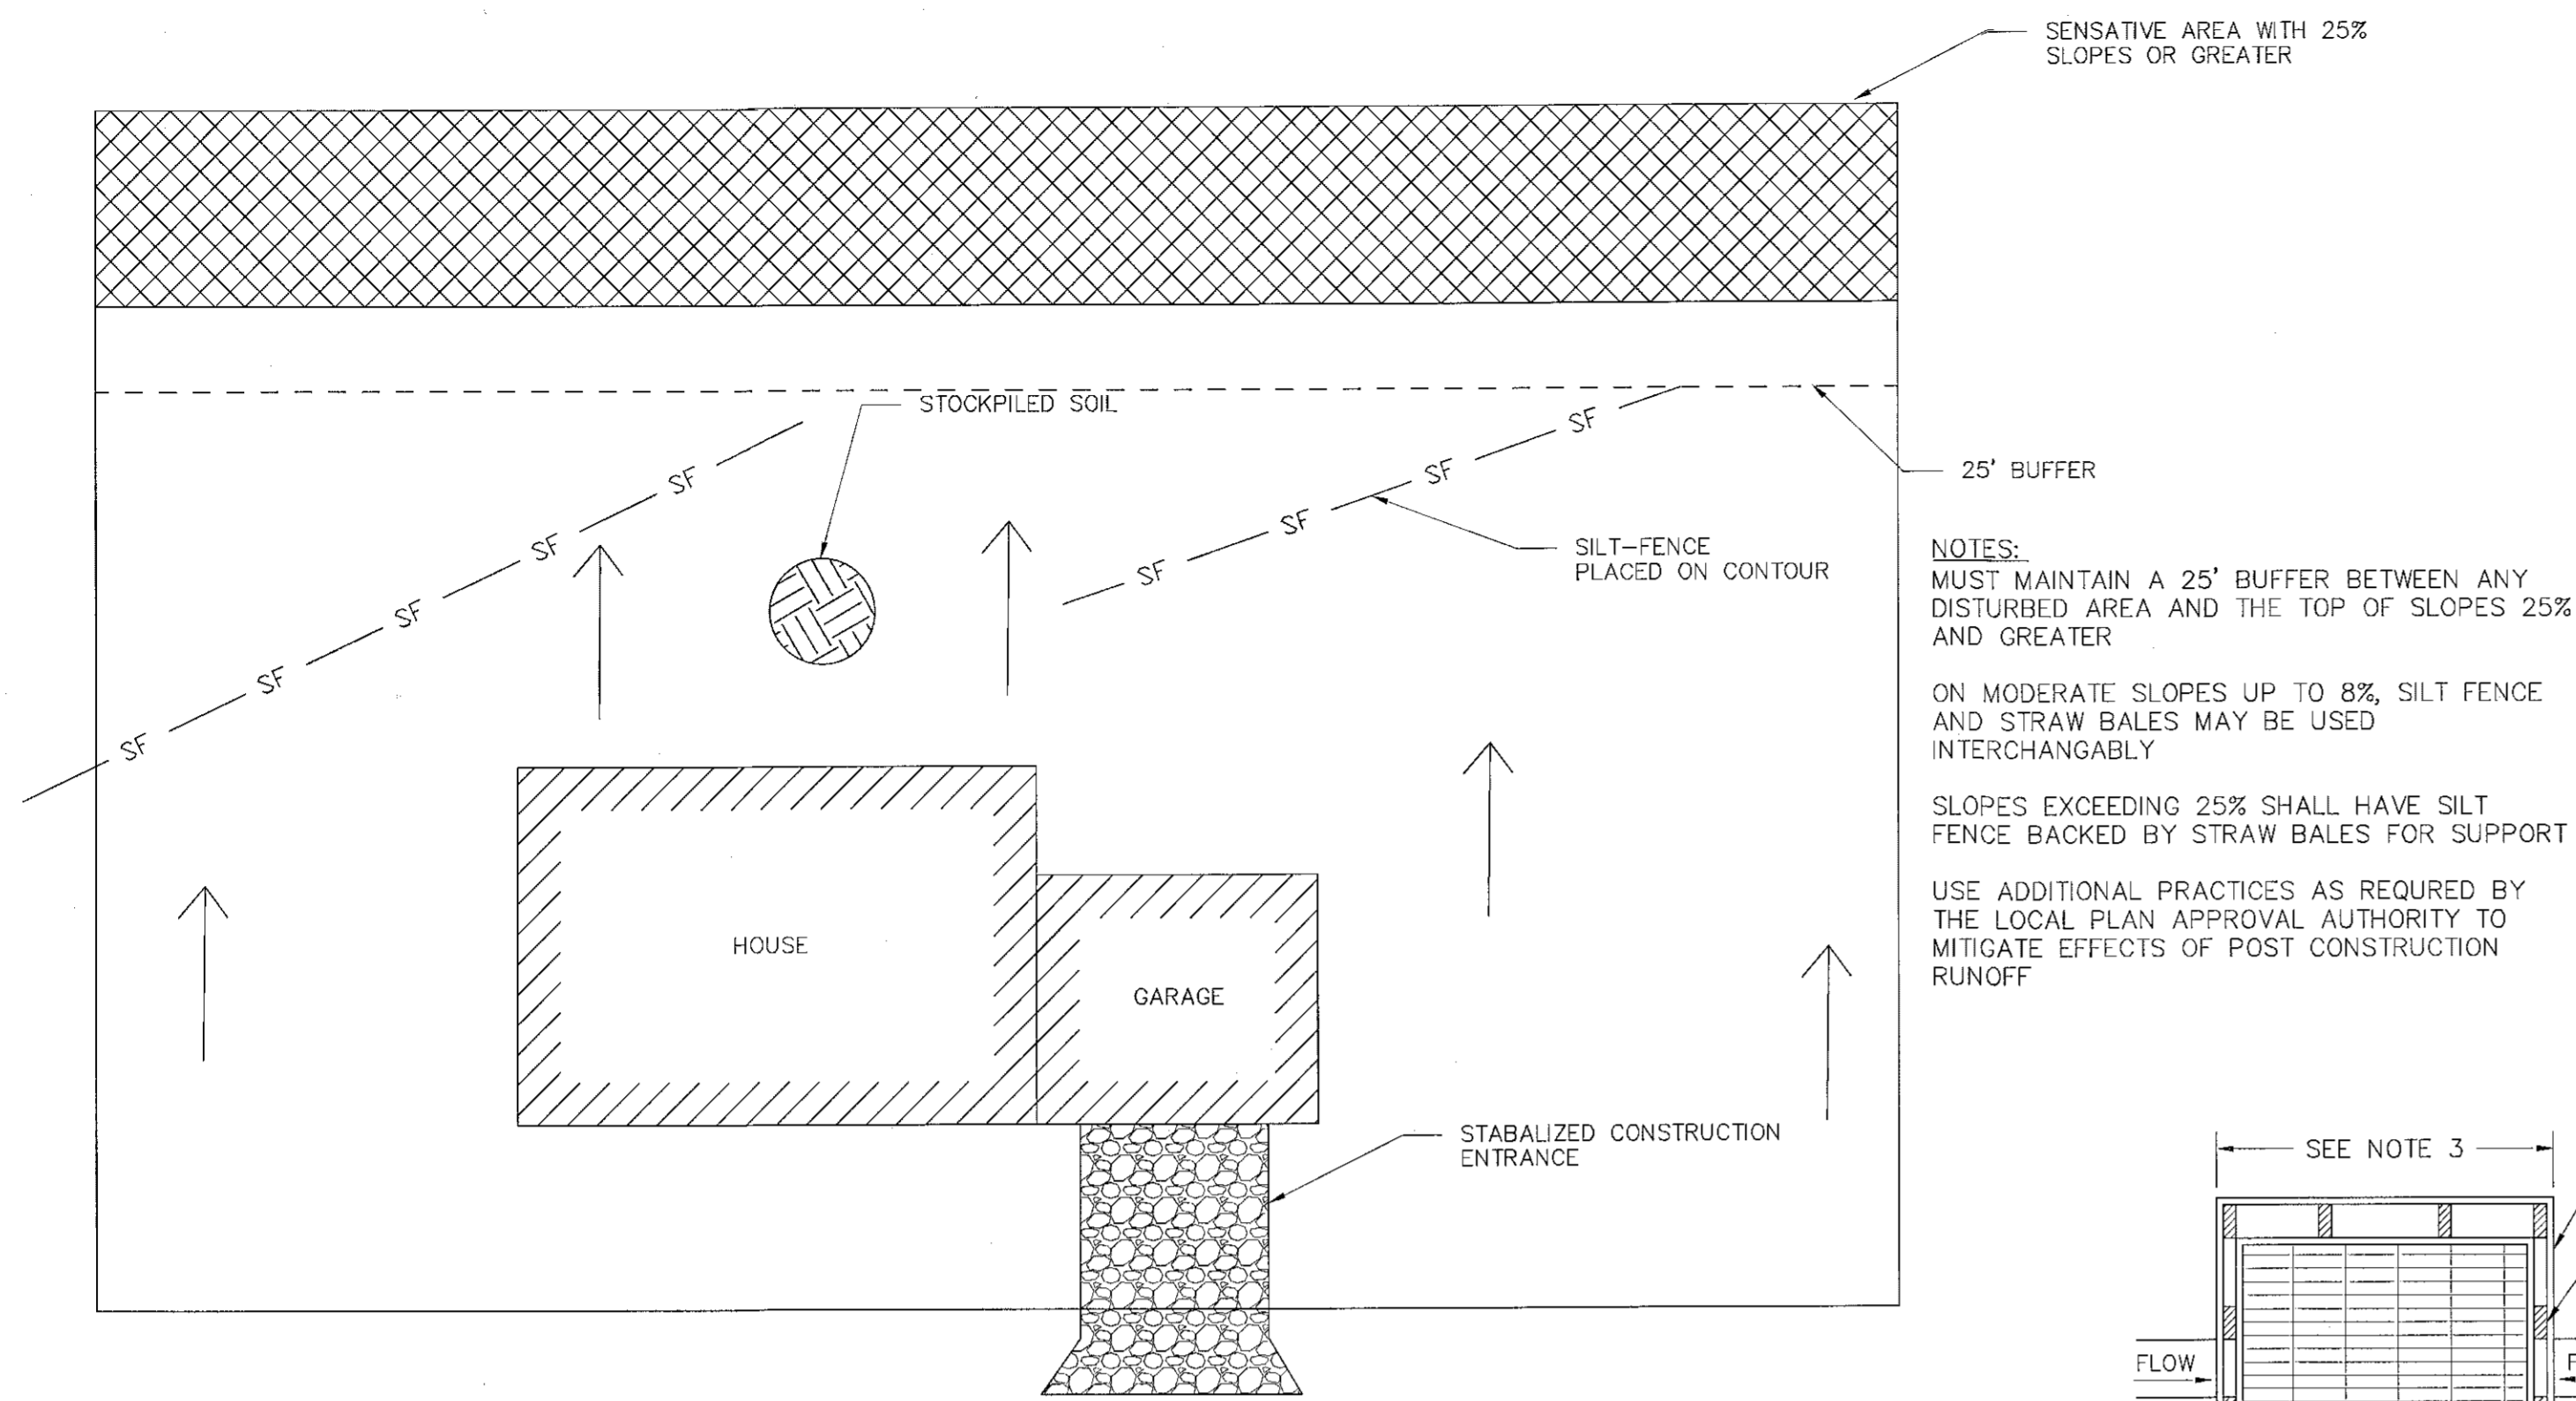 SENSATIVE AREA WITH 25%
SLOPES OR GREATER
STOCKPILED SOIL
SF
SF
SF
SF
SF
SF
SF
SF
SF
25' BUFFER
SILT-FENCE
PLACED ON CONTOUR
NOTES:
MUST MAINTAIN A 25' BUFFER BETWEEN ANY
DISTURBED AREA AND THE TOP OF SLOPES 25%
AND GREATER
ON MODERATE SLOPES UP TO 8%, SILT FENCE
AND STRAW BALES MAY BE USED
INTERCHANGABLY
SLOPES EXCEEDING 25% SHALL HAVE SILT
FENCE BACKED BY STRAW BALES FOR SUPPORT
USE ADDITIONAL PRACTICES AS REQURED BY
THE LOCAL PLAN APPROVAL AUTHORITY TO
MITIGATE EFFECTS OF POST CONSTRUCTION
RUNOFF
HOUSE
GARAGE
STABALIZED CONSTRUCTION
ENTRANCE
SEE NOTE 3
FLOW